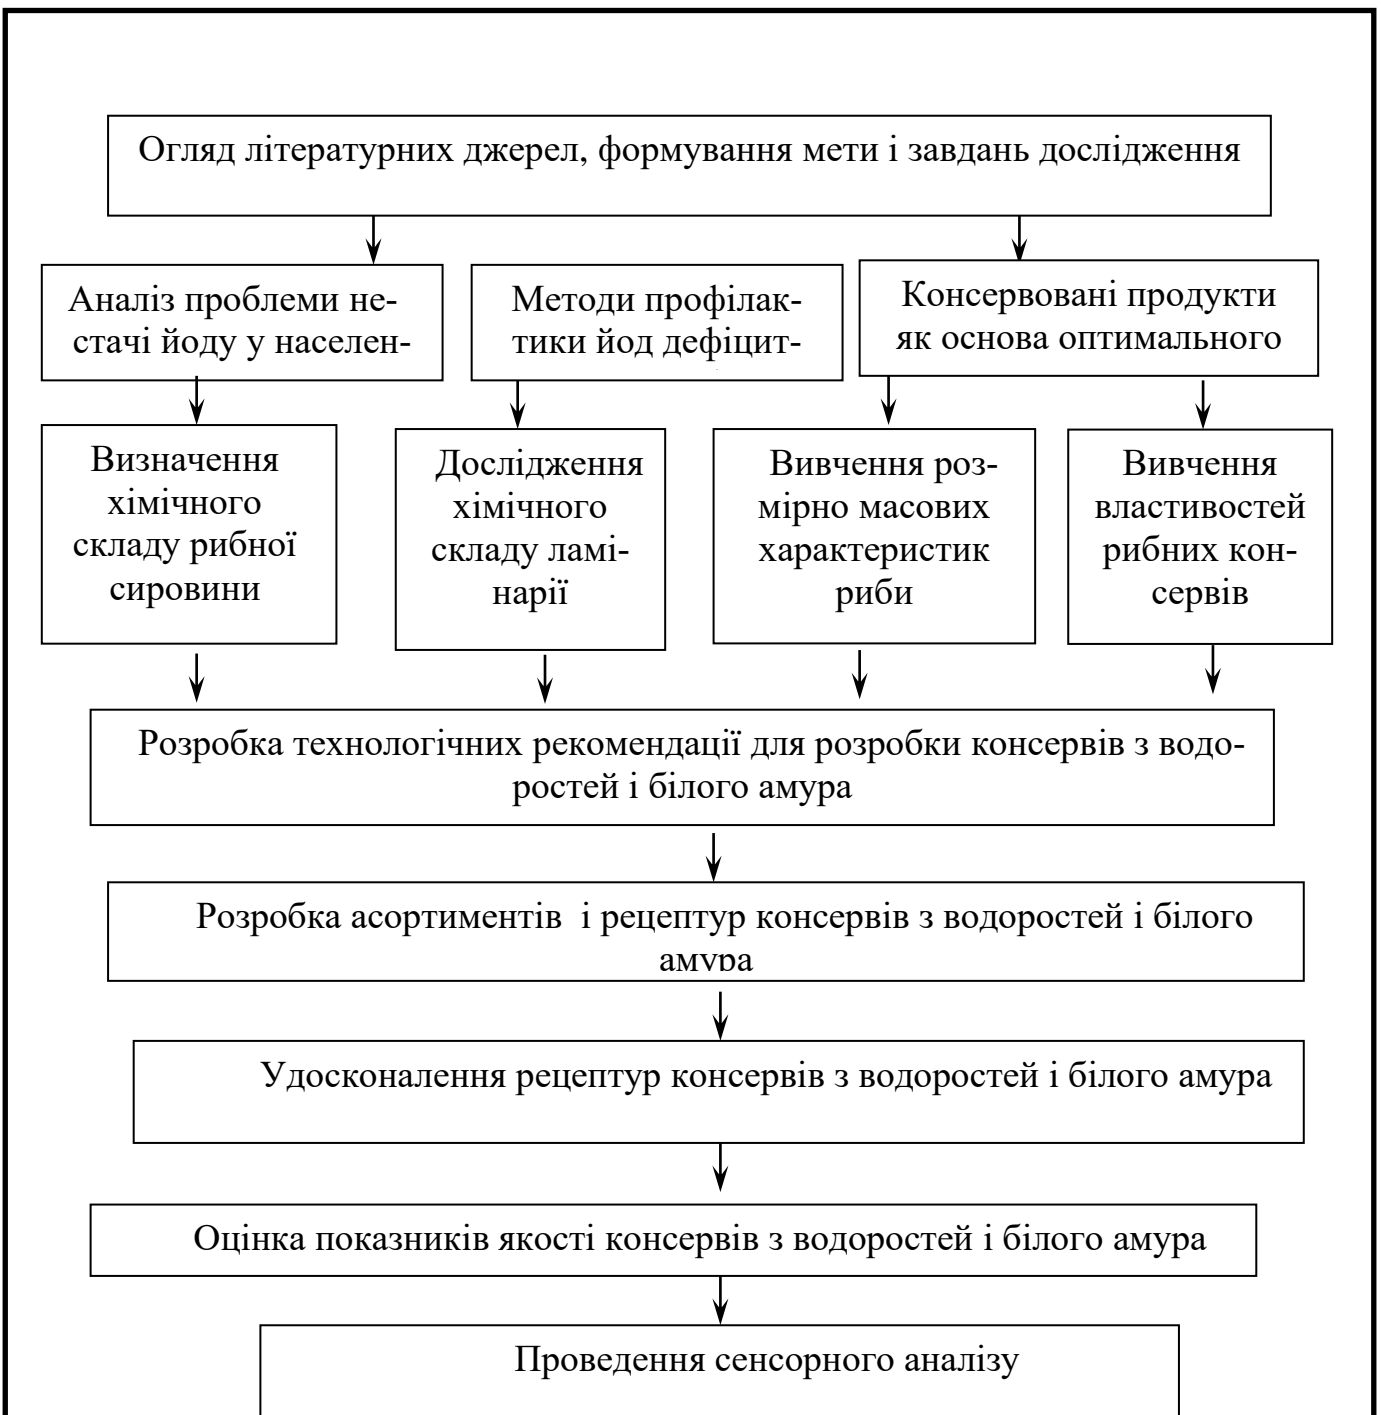 Огляд літературних джерел, формування мети і завдань дослідження
Аналіз проблеми не-
стачі йоду у населен-
Методи профілак-
тики йод дефіцит-
Консервовані продукти
як основа оптимального
Визначення
хімічного
складу рибної
сировини
Дослідження
хімічного
складу ламі-
нарії
Вивчення роз-
мірно масових
характеристик
риби
Вивчення
властивостей
рибних кон-
сервів
Розробка технологічних рекомендації для розробки консервів з водо-
ростей і білого амура
Розробка асортиментів  і рецептур консервів з водоростей і білого
амура
Удосконалення рецептур консервів з водоростей і білого амура
Оцінка показників якості консервів з водоростей і білого амура
Проведення сенсорного аналізу